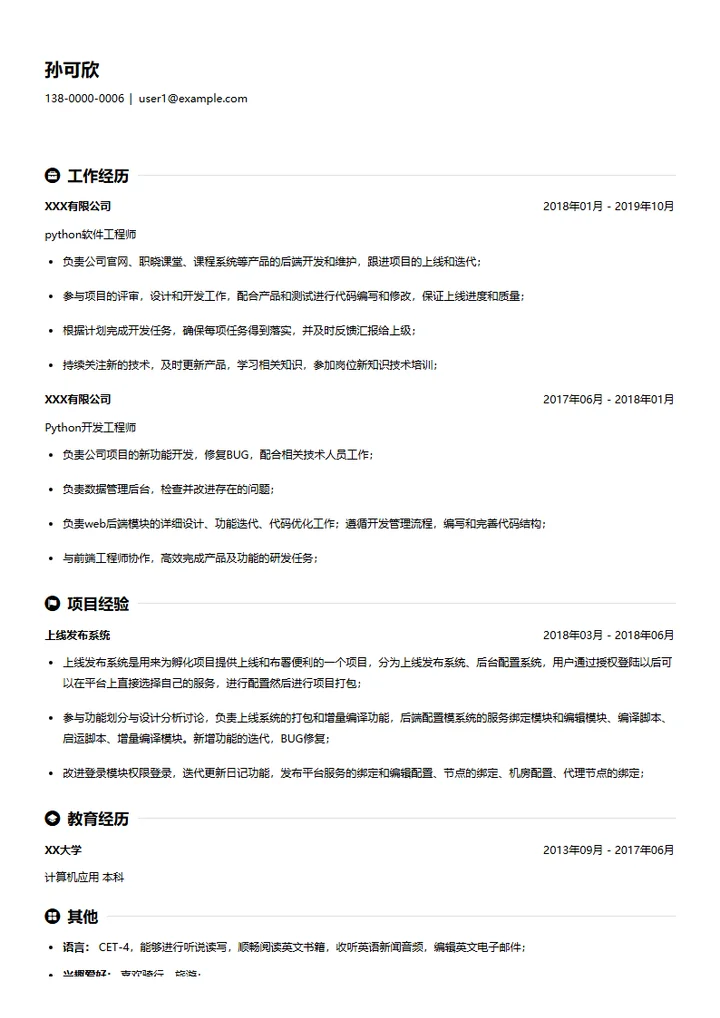 孙可欣
138-0000-0006 | user1@example.com
工作经历
XXX有限公司 2018年01月 - 2019年10月
python软件工程师
• 负责公司官网、职晓课堂、课程系统等产品的后端开发和维护，跟进项目的上线和迭代；
• 参与项目的评审，设计和开发工作，配合产品和测试进行代码编写和修改，保证上线进度和质量；
• 根据计划完成开发任务，确保每项任务得到落实，并及时反馈汇报给上级；
• 持续关注新的技术，及时更新产品，学习相关知识，参加岗位新知识技术培训；
XXX有限公司 2017年06月 - 2018年01月
Python开发工程师
• 负责公司项目的新功能开发，修复BUG，配合相关技术人员工作；
• 负责数据管理后台，检查并改进存在的问题；
• 负责web后端模块的详细设计、功能迭代、代码优化工作；遵循开发管理流程，编写和完善代码结构；
• 与前端工程师协作，高效完成产品及功能的研发任务；
项目经验
上线发布系统 2018年03月 - 2018年06月
• 上线发布系统是用来为孵化项目提供上线和布署便利的一个项目，分为上线发布系统、后台配置系统，用户通过授权登陆以后可
以在平台上直接选择自己的服务，进行配置然后进行项目打包；
• 参与功能划分与设计分析讨论，负责上线系统的打包和增量编译功能，后端配置模系统的服务绑定模块和编辑模块、编译脚本、
启运脚本、增量编译模块。新增功能的迭代，BUG修复；
• 改进登录模块权限登录，迭代更新日记功能，发布平台服务的绑定和编辑配置、节点的绑定、机房配置、代理节点的绑定；
教育经历
XX大学 2013年09月 - 2017年06月
计算机应用 本科
其他
• 语言： CET-4，能够进行听说读写，顺畅阅读英文书籍，收听英语新闻音频，编辑英文电子邮件；
• 兴趣爱好： 喜欢骑行、旅游；